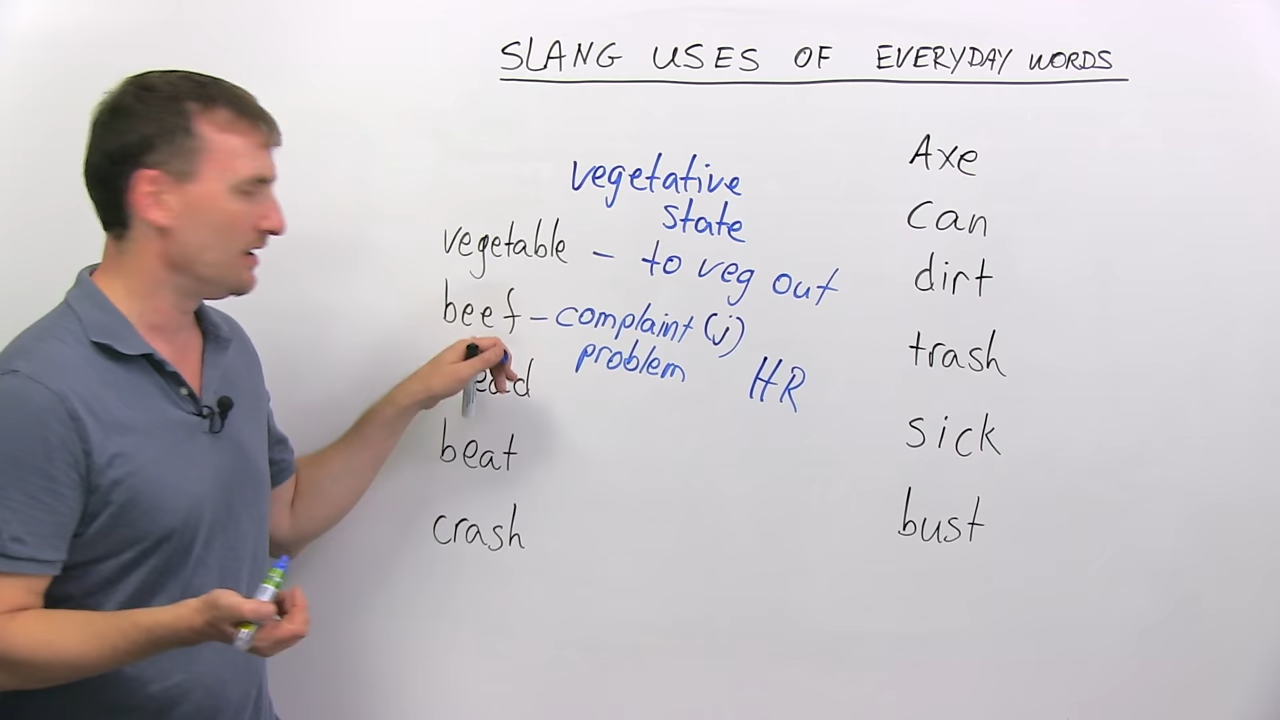 SLANG USES OF EVERYDAY WORDS
vegetative
state
vegetable – to veg out
beef – complaint (j)
problem
HR
beat
crash
Axe
Can
dirt
trash
sick
bust